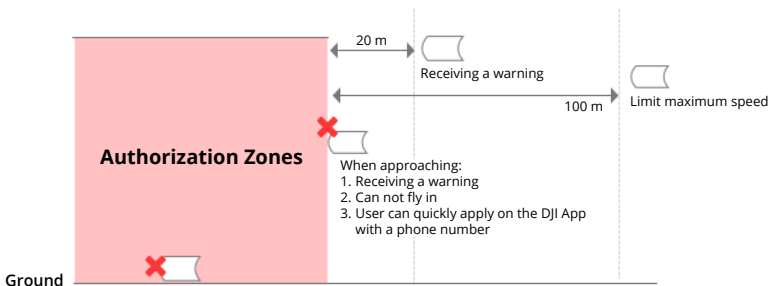 20 m
Receiving a warning
100 m
Limit maximum speed
Authorization Zones
When approaching:
1. Receiving a warning
2. Can not fly in
3. User can quickly apply on the DJI App
with a phone number
Ground